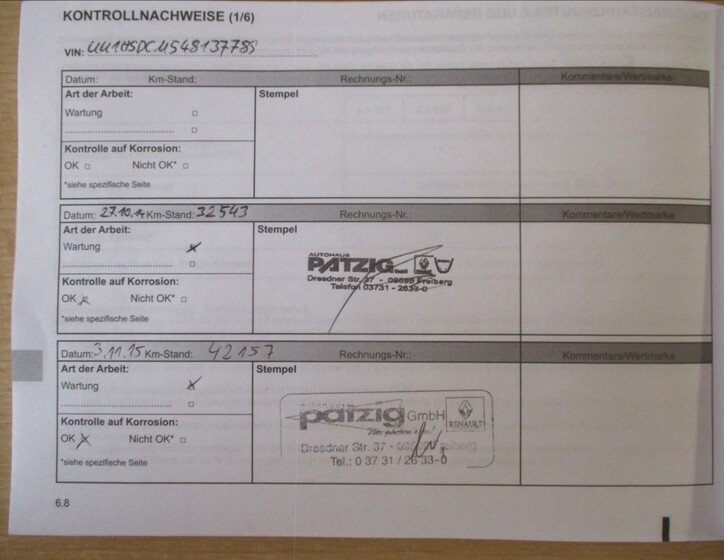 KONTROLLNACHWEISE (1/6)
VIN: UU1HSDCU548137785
Datum: Km-Stand: Rechnungs-Nr.: Kommentare/Wertmarke
Art der Arbeit: Stempel
Wartung □
........................................ □
Kontrolle auf Korrosion:
OK □ Nicht OK* □
*siehe spezifische Seite
Datum: 27.10.14 Km-Stand: 32543 Rechnungs-Nr.: Kommentare/Wertmarke
Art der Arbeit: Stempel
Wartung x
........................................ □
AUTOHAUS
PATZIG GmbH
Dresdner Str. 37 - 09599 Freiberg
Telefon 03731 - 2633-0
Kontrolle auf Korrosion:
OK x Nicht OK* □
*siehe spezifische Seite
Datum: 3.11.15 Km-Stand: 42157 Rechnungs-Nr.: Kommentare/Wertmarke
Art der Arbeit: Stempel
Wartung x
........................................ □
patzig GmbH
RENAULT
Dresdner Str. 37 - Freiberg
Tel.: 0 37 31 / 26 33-0
Kontrolle auf Korrosion:
OK x Nicht OK* □
*siehe spezifische Seite
6.8